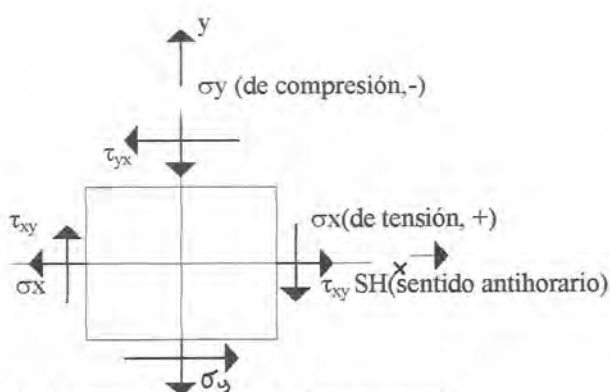 y
σy (de compresión,-)
τyx
τxy
σx(de tensión, +)
x
σx
τxy SH(sentido antihorario)
σy